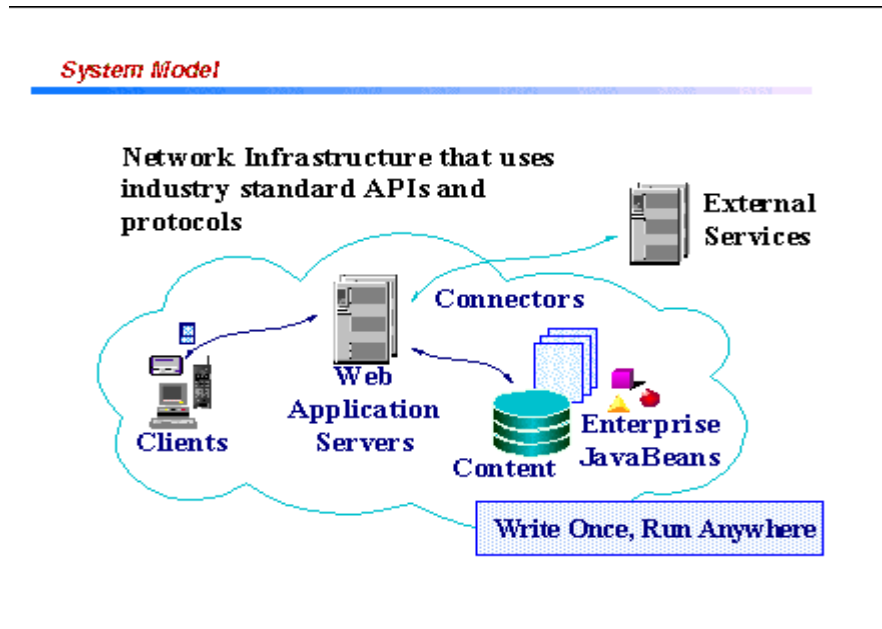 System Model
Network Infrastructure that uses
industry standard APIs and
protocols
External
Services
Connectors
Web
Application
Servers
Clients
Content
Enterprise
JavaBeans
Write Once, Run Anywhere